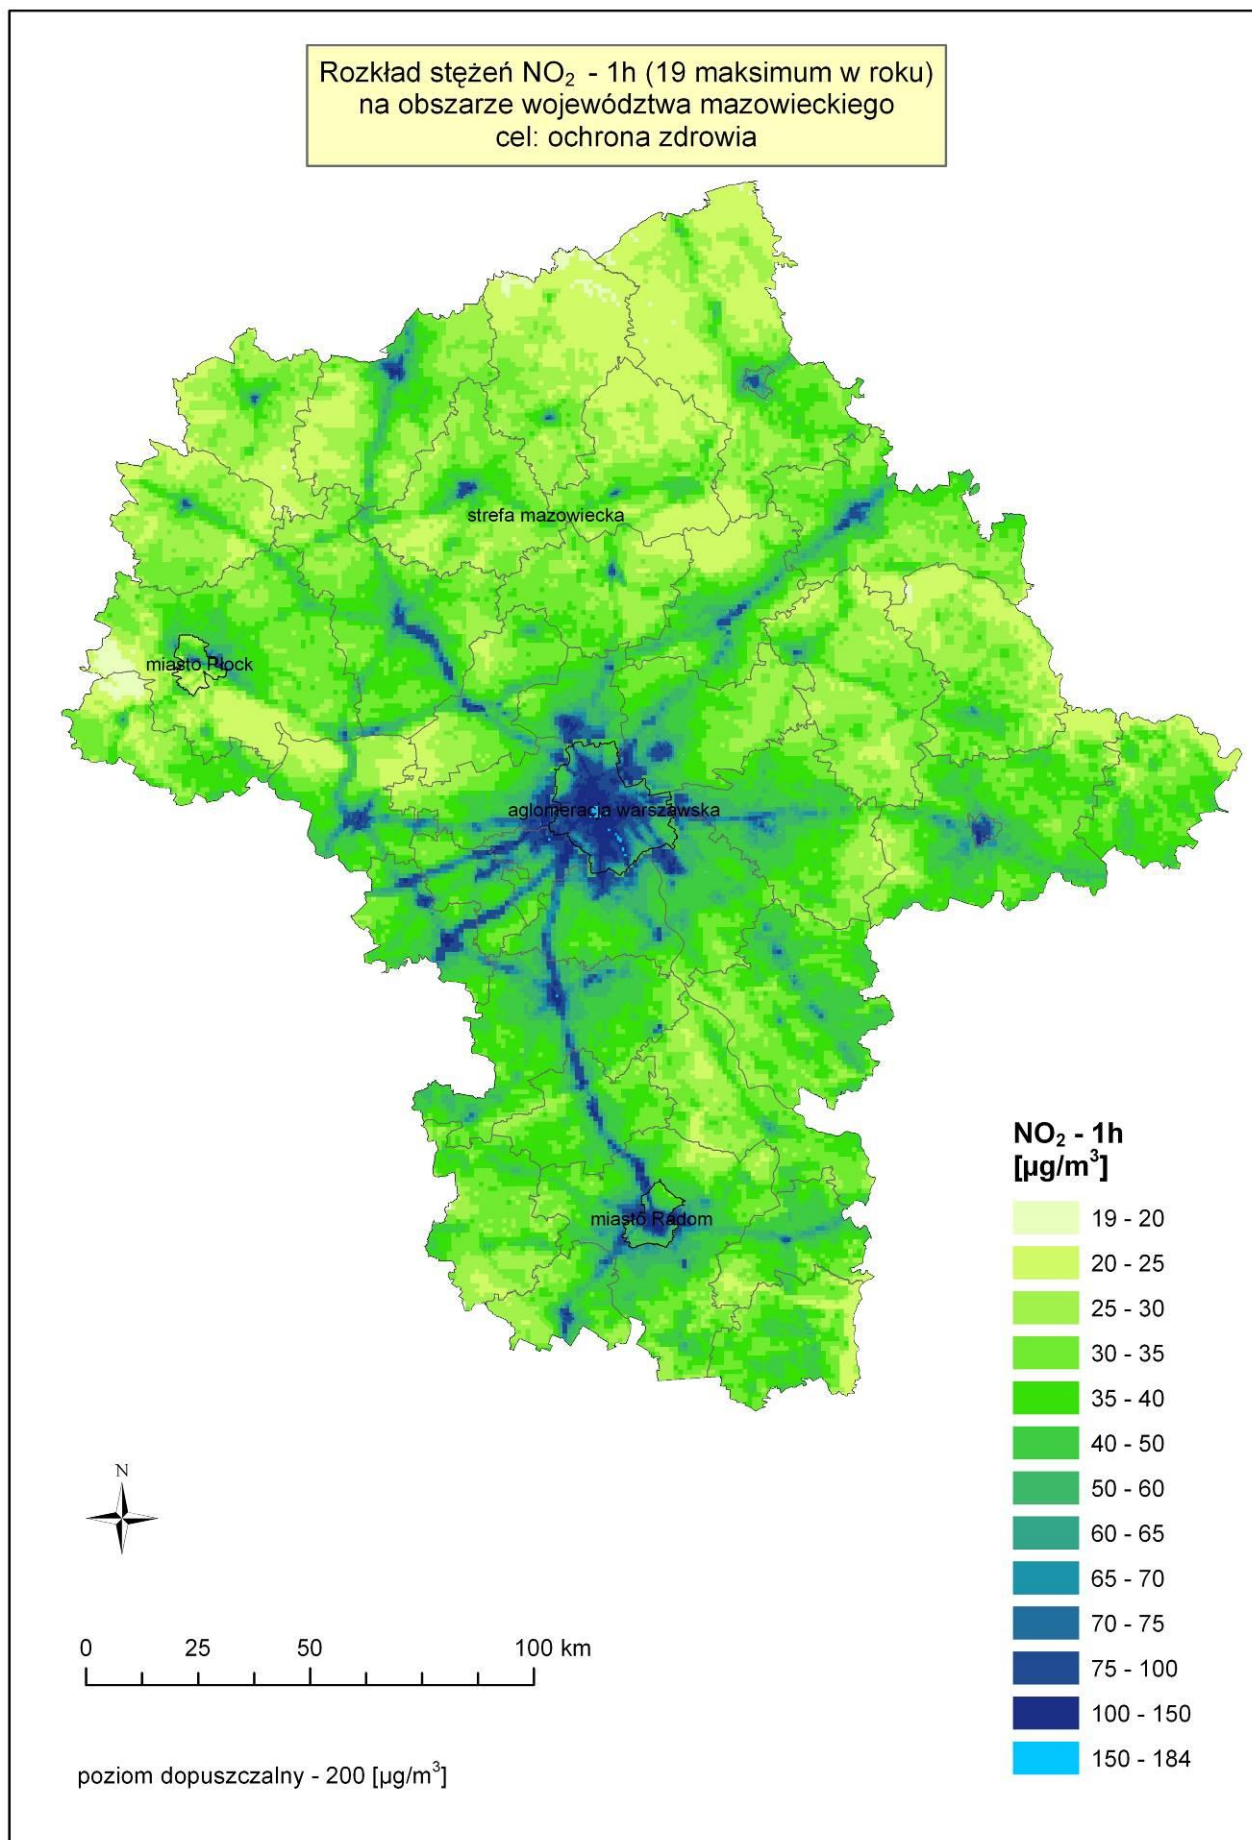 Rozkład stężeń NO₂ - 1h (19 maksimum w roku)
na obszarze województwa mazowieckiego
cel: ochrona zdrowia
strefa mazowiecka
miasto Płock
aglomeracja warszawska
miasto Radom
NO₂ - 1h
[µg/m³]
19 - 20
20 - 25
25 - 30
30 - 35
35 - 40
40 - 50
50 - 60
60 - 65
65 - 70
70 - 75
75 - 100
100 - 150
150 - 184
N
0 25 50 100 km
poziom dopuszczalny - 200 [µg/m³]